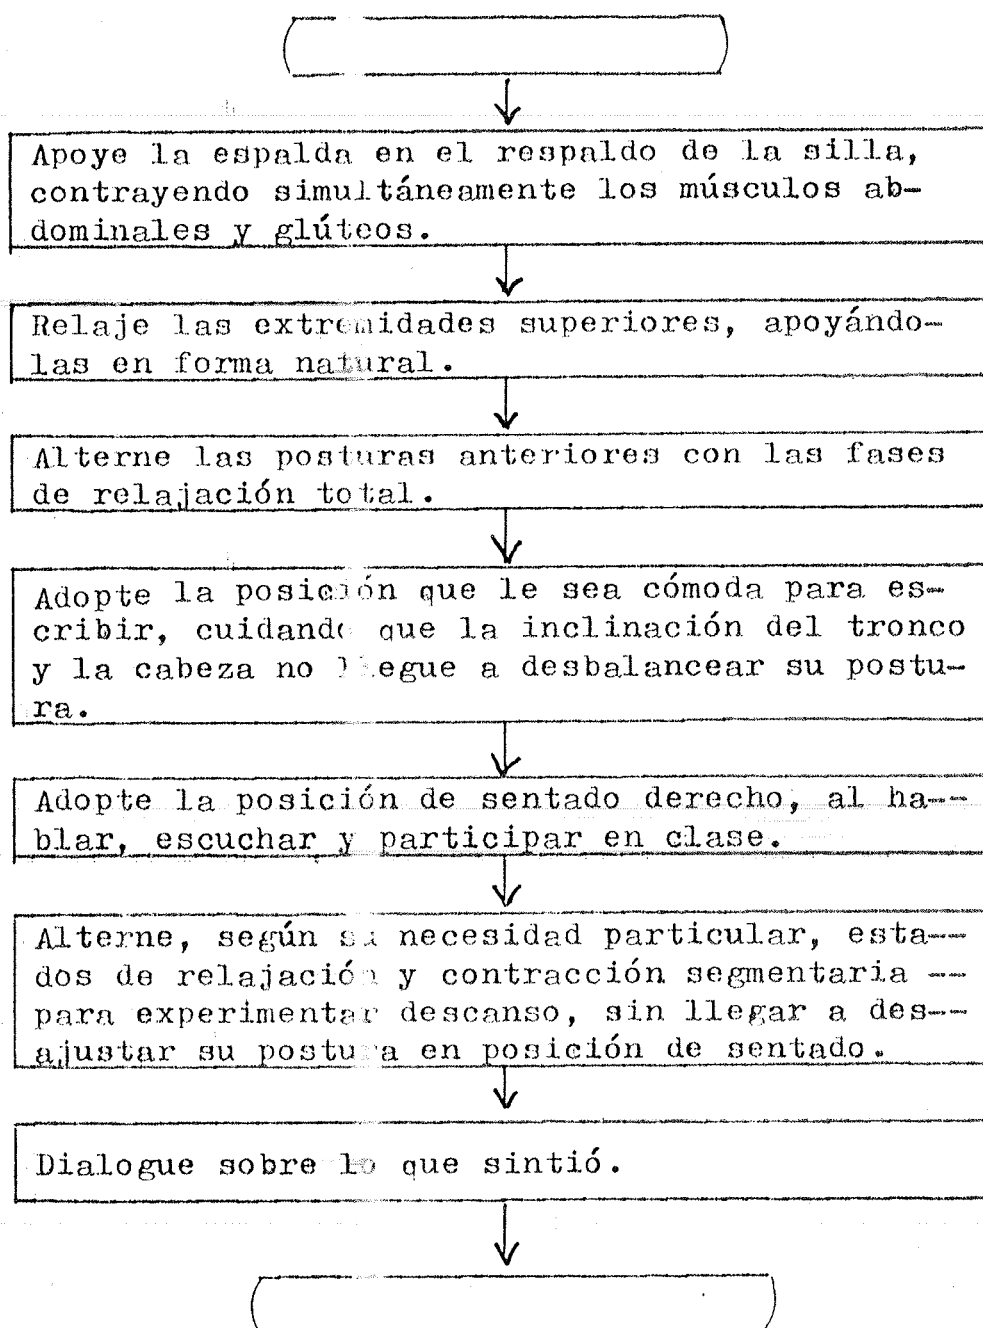 Apoye la espalda en el respaldo de la silla,
contrayendo simultáneamente los músculos ab-
dominales y glúteos.
Relaje las extremidades superiores, apoyándo-
las en forma natural.
Alterne las posturas anteriores con las fases
de relajación total.
Adopte la posición que le sea cómoda para es-
cribir, cuidando que la inclinación del tronco
y la cabeza no llegue a desbalancear su postu-
ra.
Adopte la posición de sentado derecho, al ha--
blar, escuchar y participar en clase.
Alterne, según su necesidad particular, esta--
dos de relajación y contracción segmentaria --
para experimentar descanso, sin llegar a des--
ajustar su postura en posición de sentado.
Dialogue sobre lo que sintió.